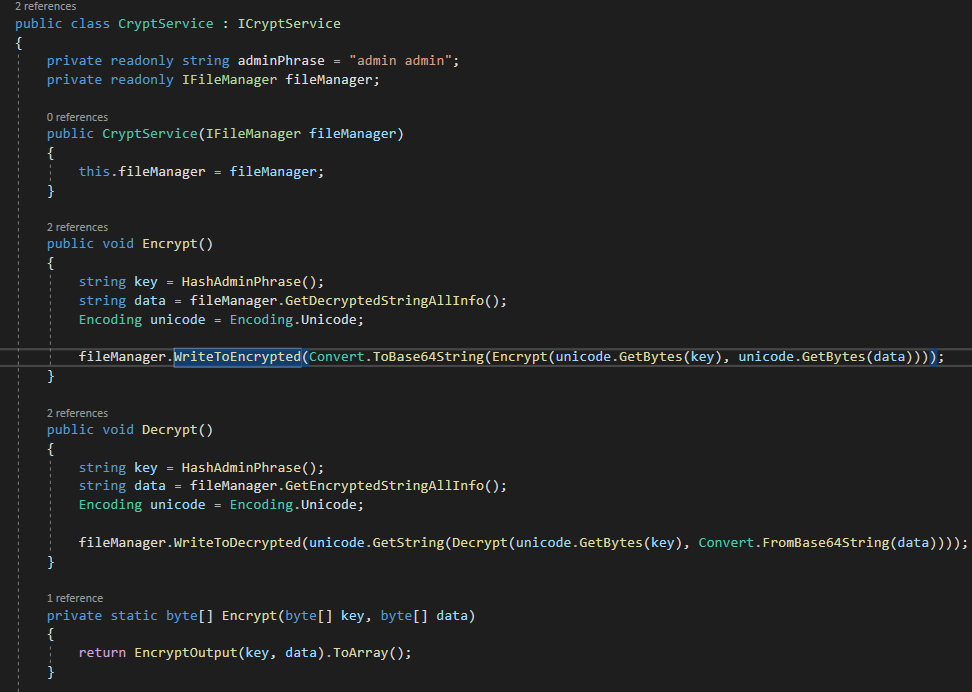 2 references
public class CryptService : ICryptService
{
private readonly string adminPhrase = "admin admin";
private readonly IFileManager fileManager;
0 references
public CryptService(IFileManager fileManager)
{
this.fileManager = fileManager;
}
2 references
public void Encrypt()
{
string key = HashAdminPhrase();
string data = fileManager.GetDecryptedStringAllInfo();
Encoding unicode = Encoding.Unicode;
fileManager.WriteToEncrypted(Convert.ToBase64String(Encrypt(unicode.GetBytes(key), unicode.GetBytes(data))));
}
2 references
public void Decrypt()
{
string key = HashAdminPhrase();
string data = fileManager.GetEncryptedStringAllInfo();
Encoding unicode = Encoding.Unicode;
fileManager.WriteToDecrypted(unicode.GetString(Decrypt(unicode.GetBytes(key), Convert.FromBase64String(data))));
}
1 reference
private static byte[] Encrypt(byte[] key, byte[] data)
{
return EncryptOutput(key, data).ToArray();
}